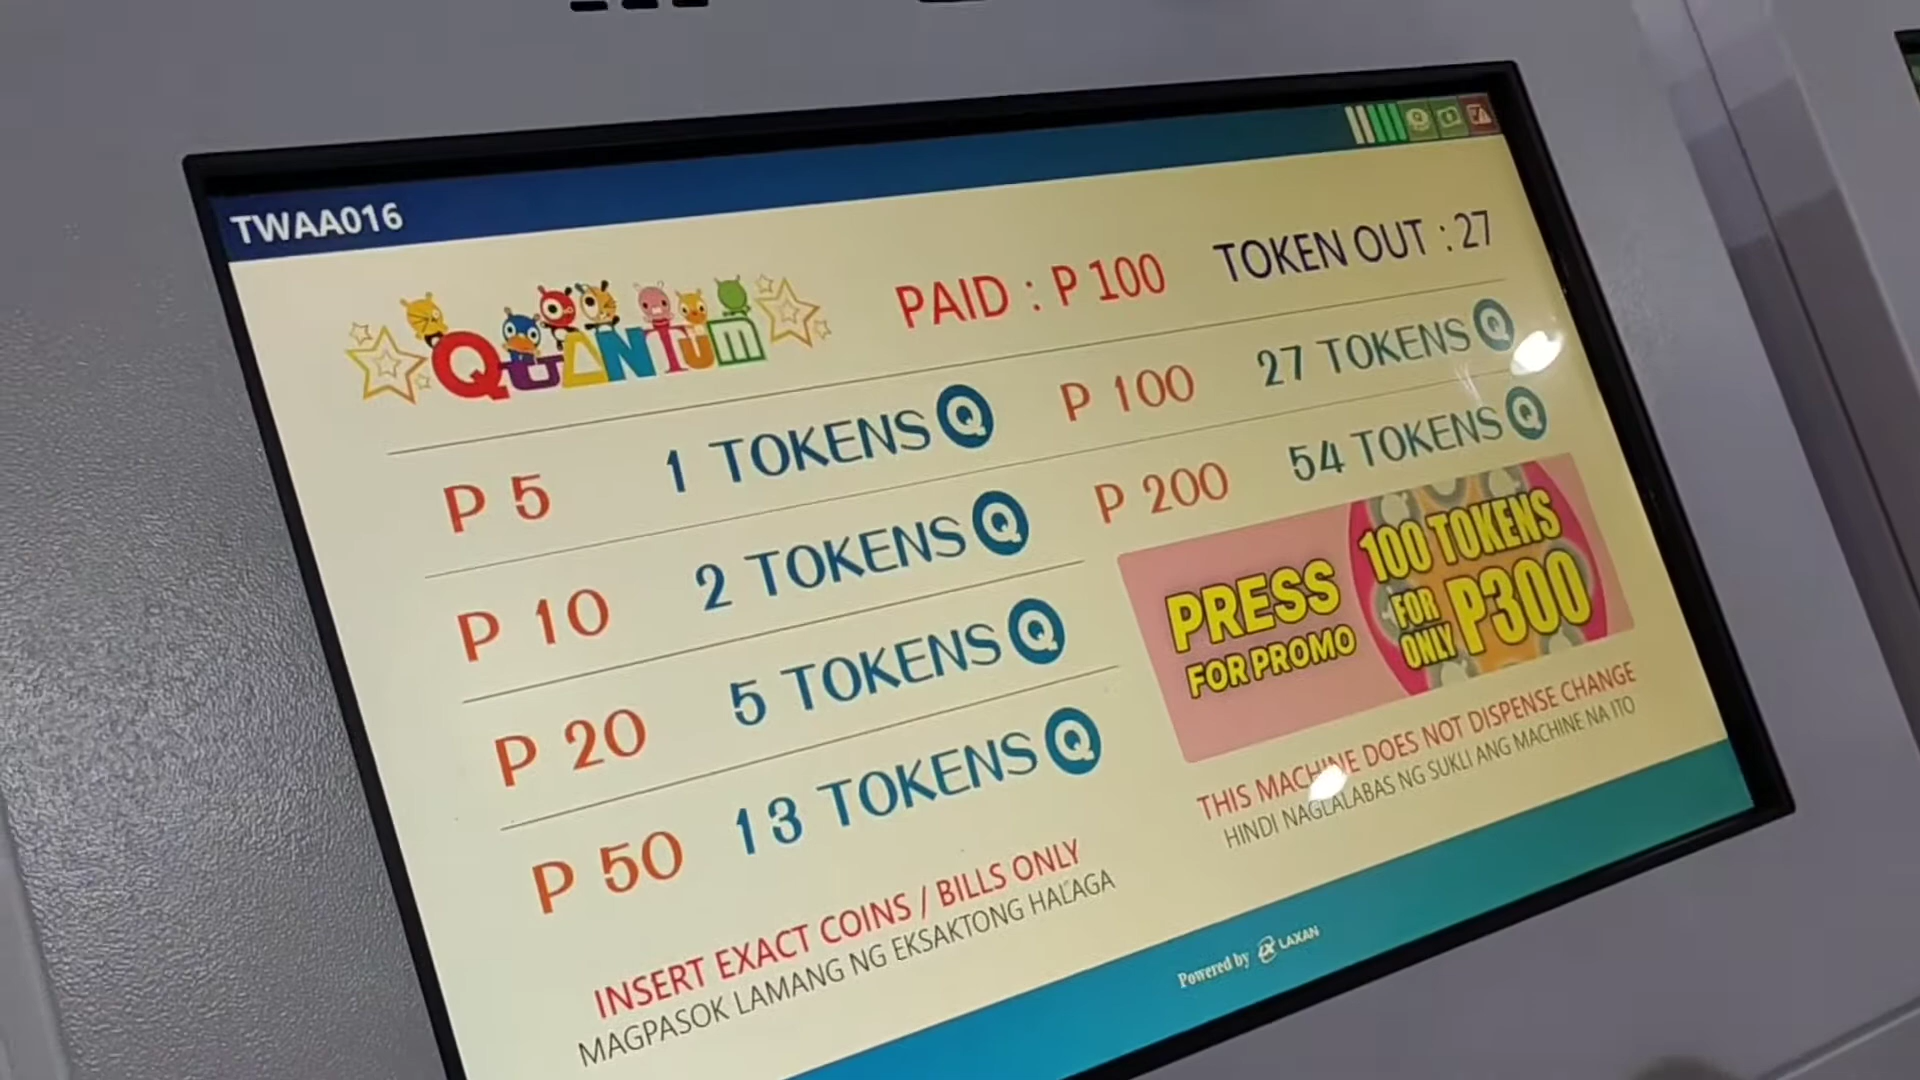 TWAA016
QUANTUM
PAID : P 100
TOKEN OUT : 27
P 5 1 TOKENS Q
P 10 2 TOKENS Q
P 20 5 TOKENS Q
P 50 13 TOKENS Q
P 100 27 TOKENS Q
P 200 54 TOKENS Q
PRESS
FOR PROMO
100 TOKENS
FOR
ONLY P300
THIS MACHINE DOES NOT DISPENSE CHANGE
HINDI NAGLALABAS NG SUKLI ANG MACHINE NA ITO
INSERT EXACT COINS / BILLS ONLY
MAGPASOK LAMANG NG EKSAKTONG HALAGA
Powered by LAXAN